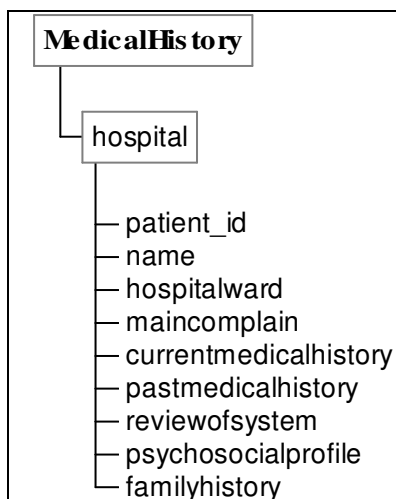 MedicalHistory
hospital
patient_id
name
hospitalward
maincomplain
currentmedicalhistory
pastmedicalhistory
reviewofsystem
psychosocialprofile
familyhistory